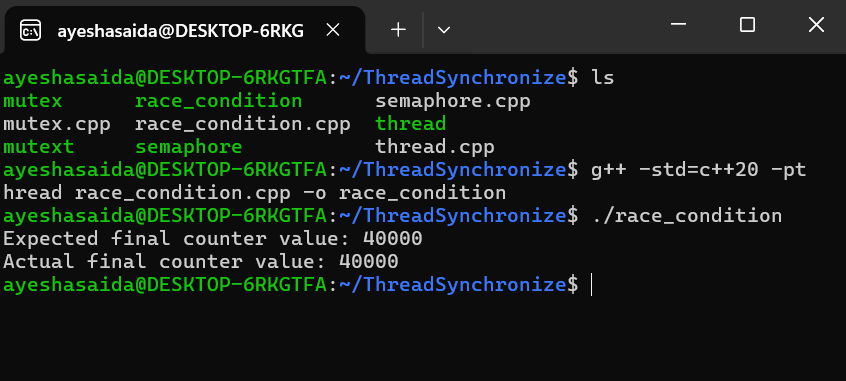 ayeshasaida@DESKTOP-6RKG
ayeshasaida@DESKTOP-6RKGTFA:~/ThreadSynchronize$ ls
mutex race_condition semaphore.cpp
mutex.cpp race_condition.cpp thread
mutext semaphore thread.cpp
ayeshasaida@DESKTOP-6RKGTFA:~/ThreadSynchronize$ g++ -std=c++20 -pt
hread race_condition.cpp -o race_condition
ayeshasaida@DESKTOP-6RKGTFA:~/ThreadSynchronize$ ./race_condition
Expected final counter value: 40000
Actual final counter value: 40000
ayeshasaida@DESKTOP-6RKGTFA:~/ThreadSynchronize$